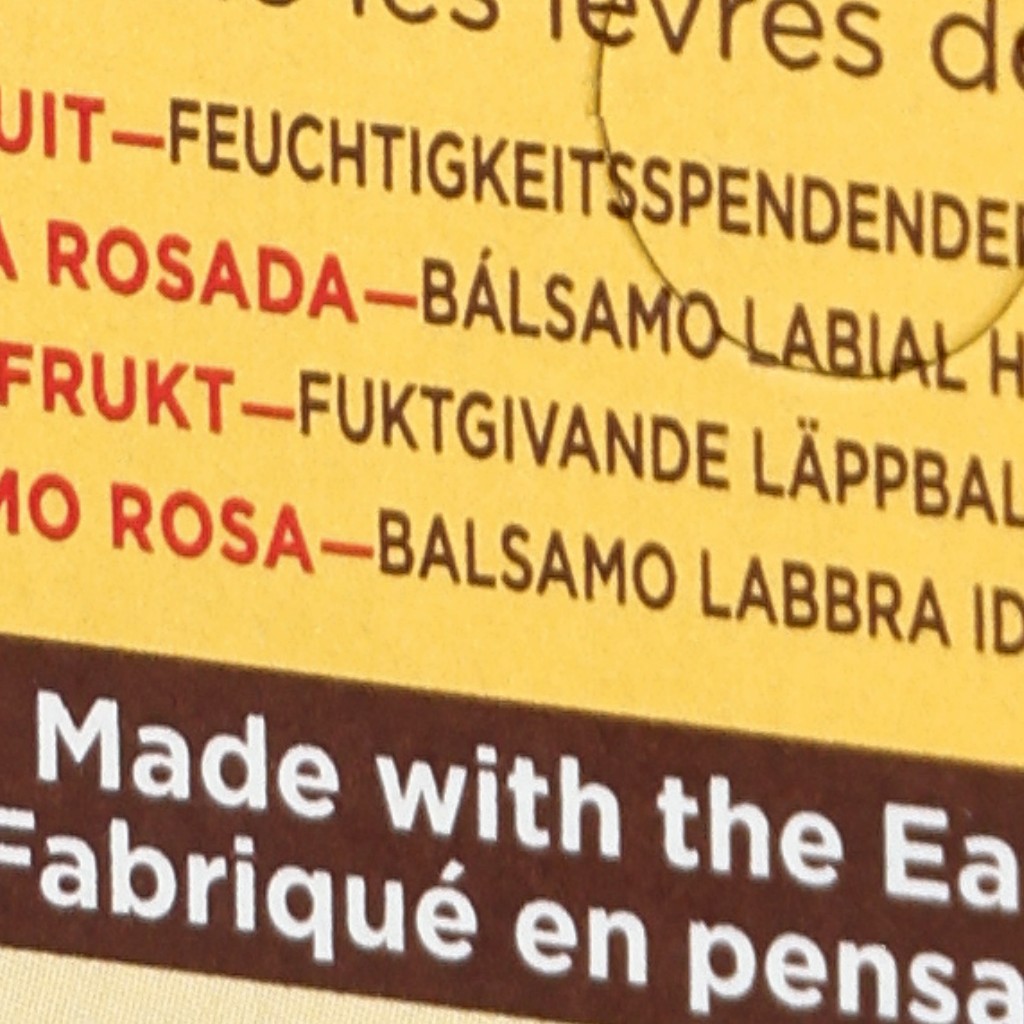 les lèvres de
UIT—FEUCHTIGKEITSSPENDENDE
A ROSADA—BÁLSAMO LABIAL H
FRUKT—FUKTGIVANDE LÄPPBAL
MO ROSA—BALSAMO LABBRA ID
Made with the Ea
Fabriqué en pensa